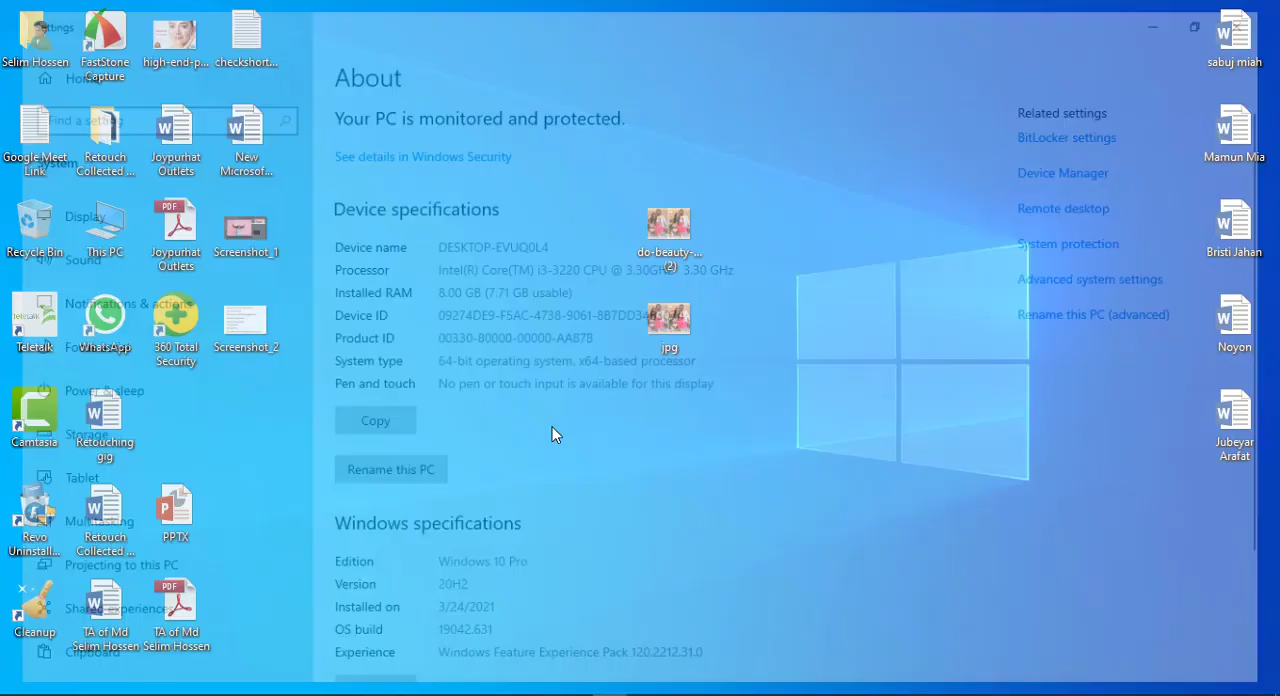 Settings
Selim Hossen
FastStone
Capture
high-end-p...
checkshort...
Home
Find a setting
Google Meet
Link
Retouch
Collected ...
Joypurhat
Outlets
New
Microsof...
System
Display
Recycle Bin
This PC
Joypurhat
Outlets
Screenshot_1
Sound
Notifications & actions
Teletalk
WhatsApp
360 Total
Security
Screenshot_2
Power & sleep
Camtasia
Retouching
gig
Storage
Tablet
Multitasking
Revo
Uninstall...
Retouch
Collected ...
PPTX
Projecting to this PC
Shared experiences
Cleanup
TA of Md
Selim Hossen
TA of Md
Selim Hossen
Clipboard
About
Your PC is monitored and protected.
See details in Windows Security
Device specifications
Device name DESKTOP-EVUQ0L4
Processor Intel(R) Core(TM) i3-3220 CPU @ 3.30GHz 3.30 GHz
Installed RAM 8.00 GB (7.71 GB usable)
Device ID
Product ID 00330-80000-00000-AA878
System type 64-bit operating system, x64-based processor
Pen and touch No pen or touch input is available for this display
Copy
Rename this PC
Windows specifications
Edition Windows 10 Pro
Version 20H2
Installed on 3/24/2021
OS build 19042.631
Experience Windows Feature Experience Pack 120.2212.31.0
do-beauty-...
(2)
jpg
Related settings
BitLocker settings
Device Manager
Remote desktop
System protection
Advanced system settings
Rename this PC (advanced)
sabuj miah
Mamun Mia
Bristi Jahan
Noyon
Jubeyar
Arafat